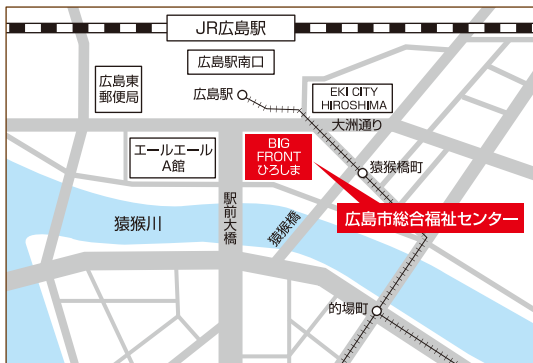 JR広島駅
広島駅南口
広島東
郵便局
広島駅
EKI CITY
HIROSHIMA
大洲通り
エールエール
A館
BIG
FRONT
ひろしま
猿猴橋町
駅前大橋
猿猴橋
広島市総合福祉センター
猿猴川
的場町